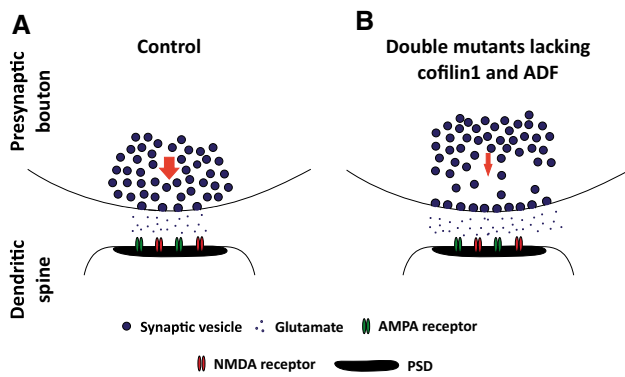 A
Control
B
Double mutants lacking
cofilin1 and ADF
Presynaptic
bouton
Dendritic
spine
Synaptic vesicle
Glutamate
AMPA receptor
NMDA receptor
PSD